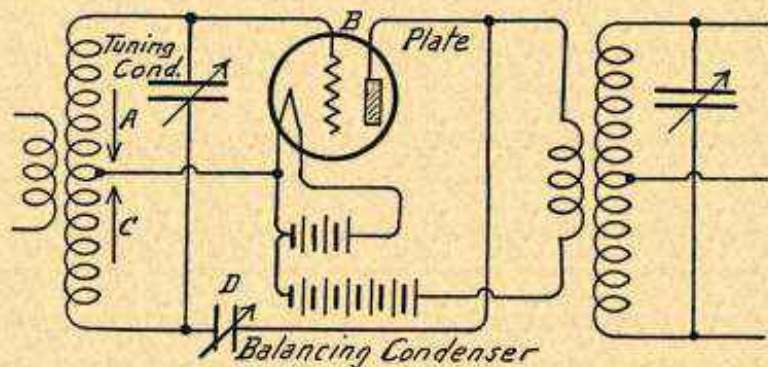 B
Plate
Tuning
Cond.
A
C
D
Balancing Condenser